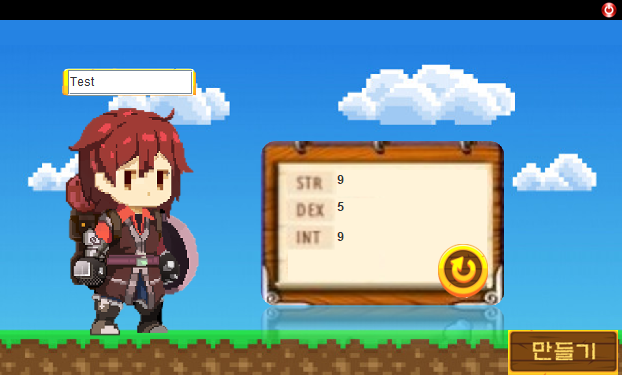 Test
STR 9
DEX 5
INT 9
만들기